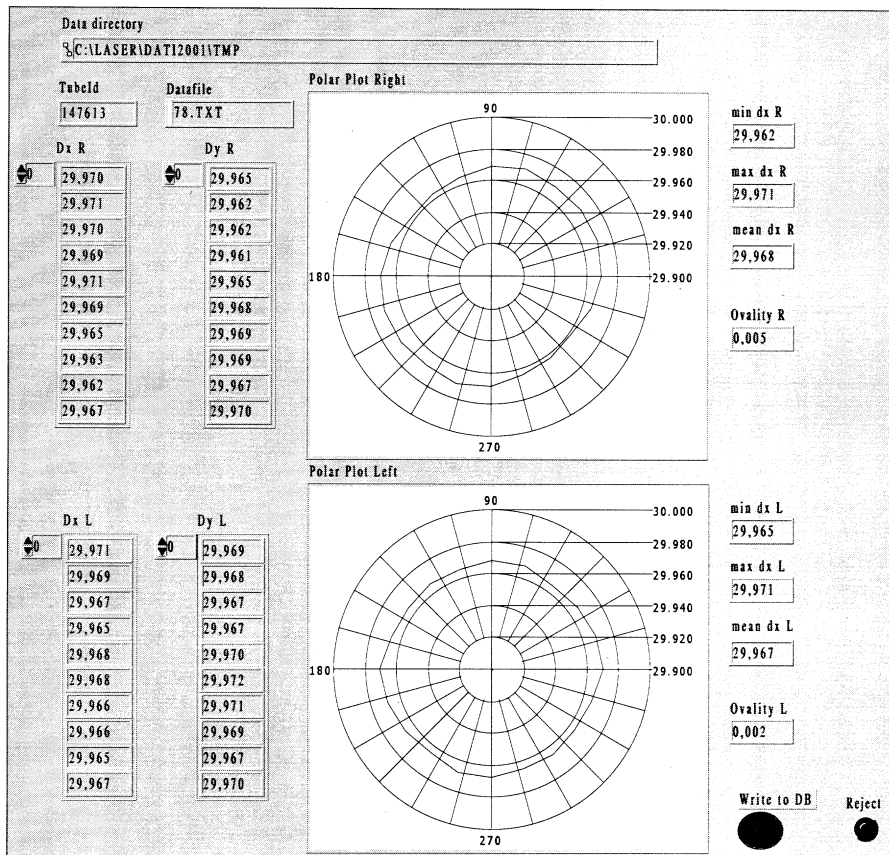 Data directory
C:\LASER\DATI2001\TMP
TubeId Datafile
147613 78.TXT
Dx R Dy R
0 29,970 0 29,965
29,971 29,962
29,970 29,962
29,969 29,961
29,971 29,965
29,969 29,968
29,965 29,969
29,963 29,969
29,962 29,967
29,967 29,970
Polar Plot Right
90
30.000
29.980
29.960
29.940
29.920
180 29.900
270
min dx R
29,962
max dx R
29,971
mean dx R
29,968
Ovality R
0,005
Dx L Dy L
0 29,971 0 29,969
29,969 29,968
29,967 29,967
29,965 29,967
29,968 29,970
29,968 29,972
29,966 29,971
29,966 29,969
29,965 29,967
29,967 29,970
Polar Plot Left
90
30.000
29.980
29.960
29.940
29.920
180 29.900
270
min dx L
29,965
max dx L
29,971
mean dx L
29,967
Ovality L
0,002
Write to DB Reject